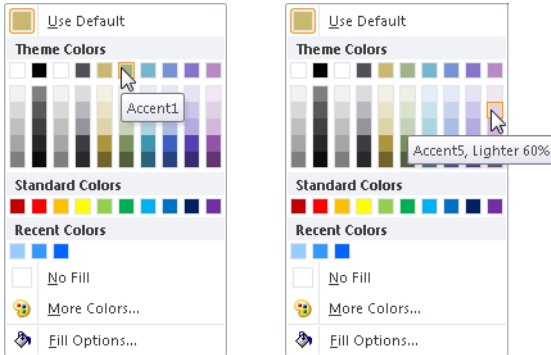 Use Default
Theme Colors
Accent1
Standard Colors
Recent Colors
No Fill
More Colors...
Fill Options...
Use Default
Theme Colors
Accent5, Lighter 60%
Standard Colors
Recent Colors
No Fill
More Colors...
Fill Options...